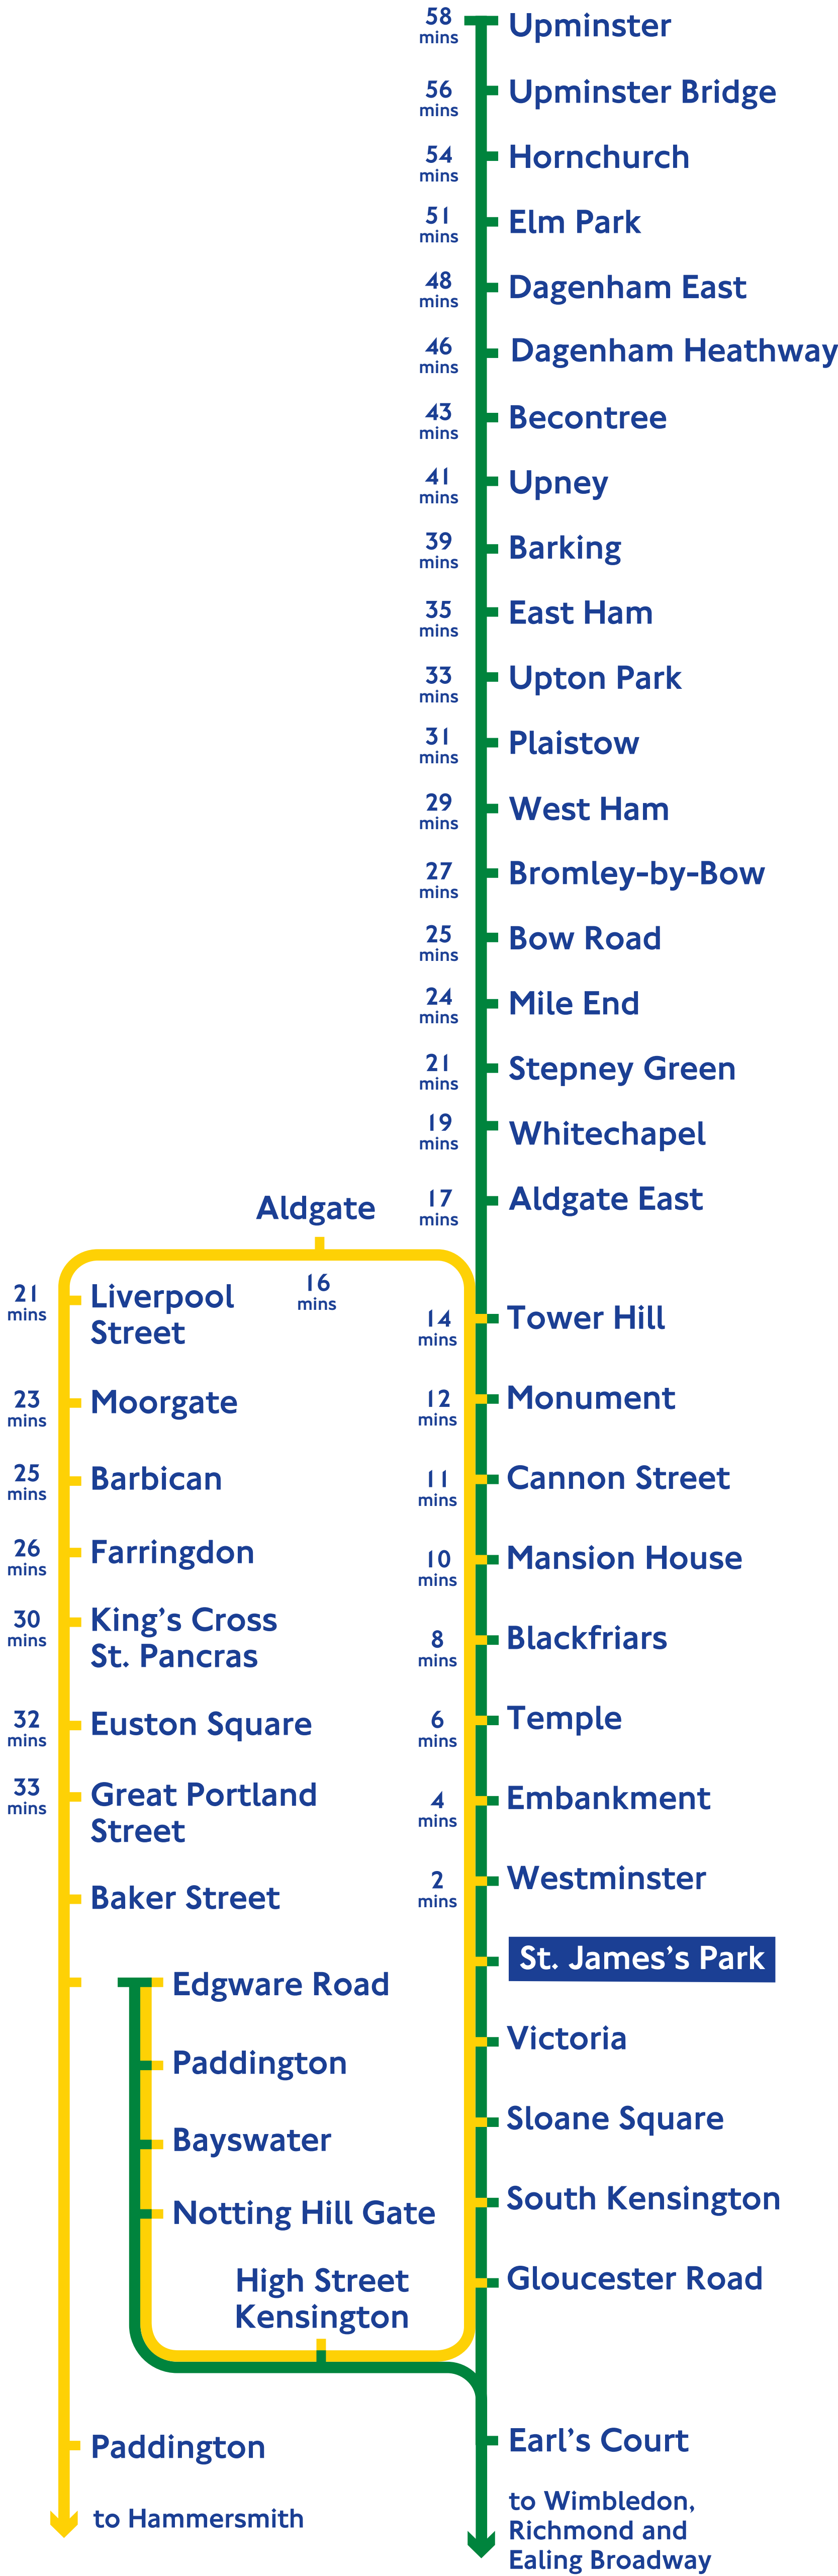 58
mins
Upminster
56
mins
Upminster Bridge
54
mins
Hornchurch
51
mins
Elm Park
48
mins
Dagenham East
46
mins
Dagenham Heathway
43
mins
Becontree
41
mins
Upney
39
mins
Barking
35
mins
East Ham
33
mins
Upton Park
31
mins
Plaistow
29
mins
West Ham
27
mins
Bromley-by-Bow
25
mins
Bow Road
24
mins
Mile End
21
mins
Stepney Green
19
mins
Whitechapel
17
mins
Aldgate East
Aldgate
16
mins
21
mins
Liverpool
Street
23
mins
Moorgate
25
mins
Barbican
26
mins
Farringdon
30
mins
King's Cross
St. Pancras
32
mins
Euston Square
33
mins
Great Portland
Street
Baker Street
Edgware Road
Paddington
Bayswater
Notting Hill Gate
High Street
Kensington
Paddington
to Hammersmith
14
mins
Tower Hill
12
mins
Monument
11
mins
Cannon Street
10
mins
Mansion House
8
mins
Blackfriars
6
mins
Temple
4
mins
Embankment
2
mins
Westminster
St. James's Park
Victoria
Sloane Square
South Kensington
Gloucester Road
Earl's Court
to Wimbledon,
Richmond and
Ealing Broadway